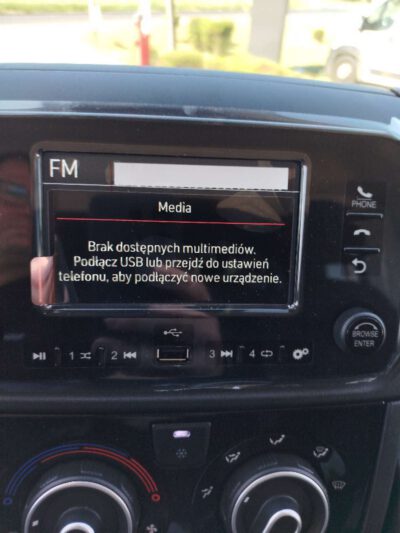 FM
Media
Brak dostępnych multimediów.
Podłącz USB lub przejdź do ustawień
telefonu, aby podłączyć nowe urządzenie.
PHONE
BROWSE
ENTER
1 2 3 4